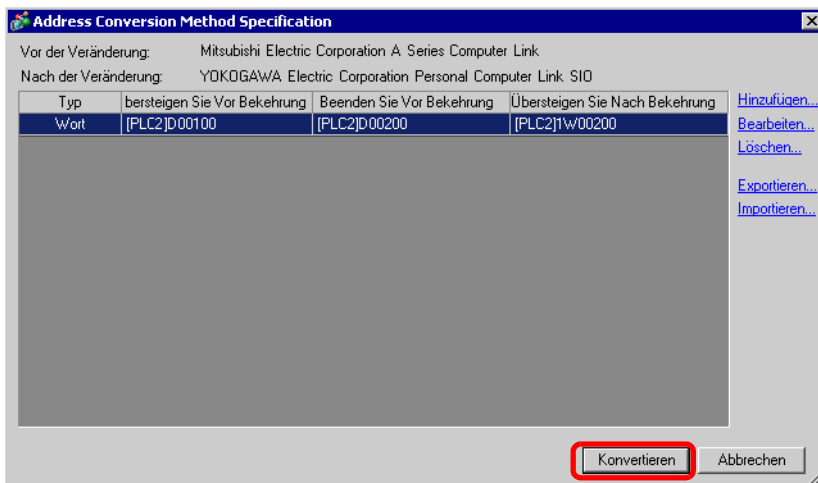 Address Conversion Method Specification
Vor der Veränderung: Mitsubishi Electric Corporation A Series Computer Link
Nach der Veränderung: YOKOGAWA Electric Corporation Personal Computer Link SIO
Typ bersteigen Sie Vor Bekehrung Beenden Sie Vor Bekehrung Übersteigen Sie Nach Bekehrung
Wort [PLC2]D00100 [PLC2]D00200 [PLC2]1W00200
Hinzufügen...
Bearbeiten...
Löschen...
Exportieren...
Importieren...
Konvertieren Abbrechen